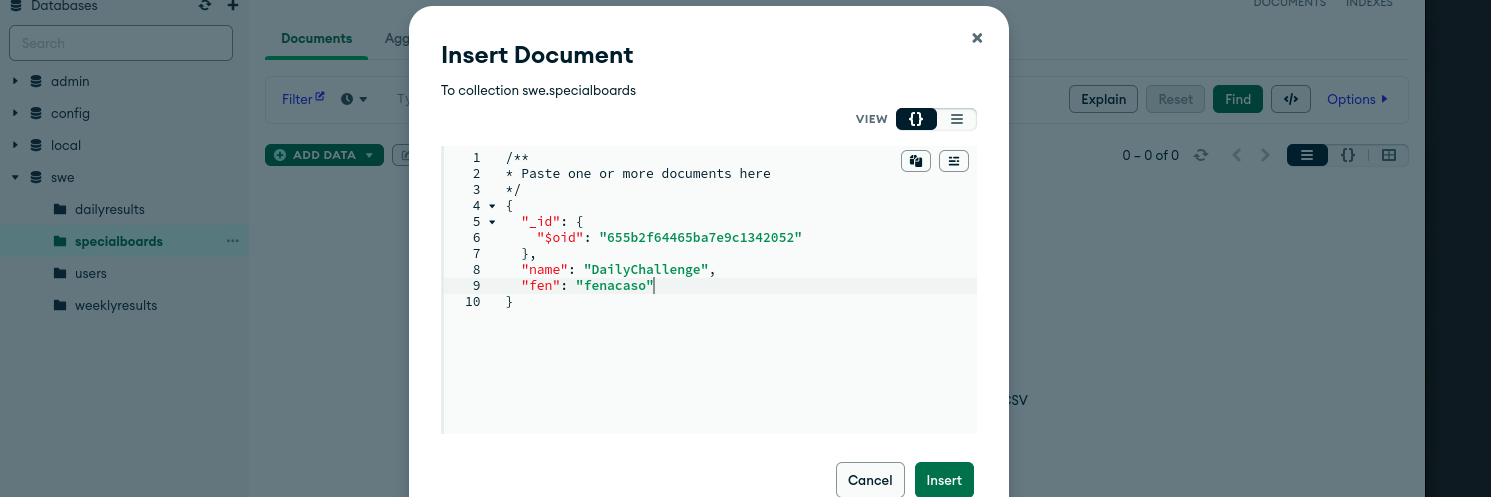 Databases
Search
admin
config
local
swe
dailyresults
specialboards
users
weeklyresults
DOCUMENTS INDEXES
Documents
Agg
Filter
Ty
Explain
Reset
Find
</>
Options
ADD DATA
0 – 0 of 0
{}
CSV
Insert Document
To collection swe.specialboards
VIEW {}
1 /**
2 * Paste one or more documents here
3 */
4 {
5 "_id": {
6 "$oid": "655b2f64465ba7e9c1342052"
7 },
8 "name": "DailyChallenge",
9 "fen": "fenacaso"
10 }
Cancel
Insert